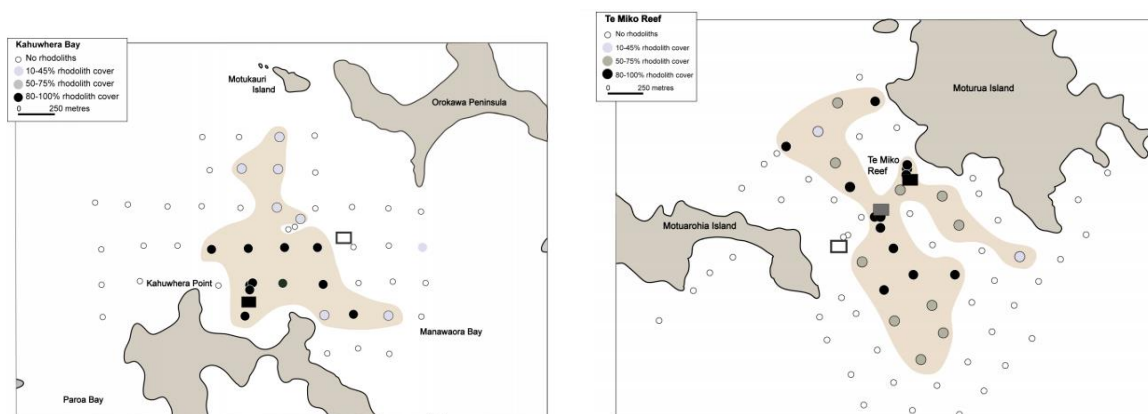 Kahuwhera Bay
No rhodoliths
10-45% rhodolith cover
50-75% rhodolith cover
80-100% rhodolith cover
0 250 metres
Motukauri
Island
Orokawa Peninsula
Kahuwhera Point
Manawaora Bay
Paroa Bay
Te Miko Reef
No rhodoliths
10-45% rhodolith cover
50-75% rhodolith cover
80-100% rhodolith cover
0 250 metres
Moturua Island
Te Miko
Reef
Motuarohia Island